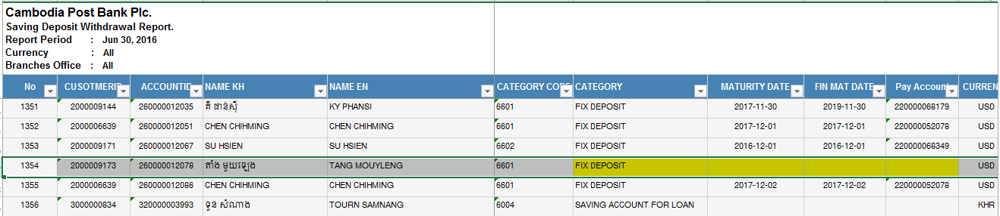 Cambodia Post Bank Plc.
Saving Deposit Withdrawal Report.
Report Period : Jun 30, 2016
Currency : All
Branches Office : All
No CUSOTMERID ACCOUNTID NAME KH NAME EN CATEGORY COD CATEGORY MATURITY DATE FIN MAT DATE Pay Account CURREN
1351 2000009144 260000012035 គី ផាន់ស៊ី KY PHANSI 6601 FIX DEPOSIT 2017-11-30 2019-11-30 220000068179 USD
1352 2000006639 260000012051 CHEN CHIHMING CHEN CHIHMING 6601 FIX DEPOSIT 2017-12-01 2017-12-01 220000052078 USD
1353 2000009171 260000012067 SU HSIEN SU HSIEN 6602 FIX DEPOSIT 2016-12-01 2016-12-01 220000068349 USD
1354 2000009173 260000012078 តាំង មួយឡេង TANG MOUYLENG 6601 FIX DEPOSIT USD
1355 2000006639 260000012086 CHEN CHIHMING CHEN CHIHMING 6601 FIX DEPOSIT 2017-12-02 2017-12-02 220000052078 USD
1356 3000000834 320000003993 ទូន សំណាង TOURN SAMNANG 6004 SAVING ACCOUNT FOR LOAN KHR